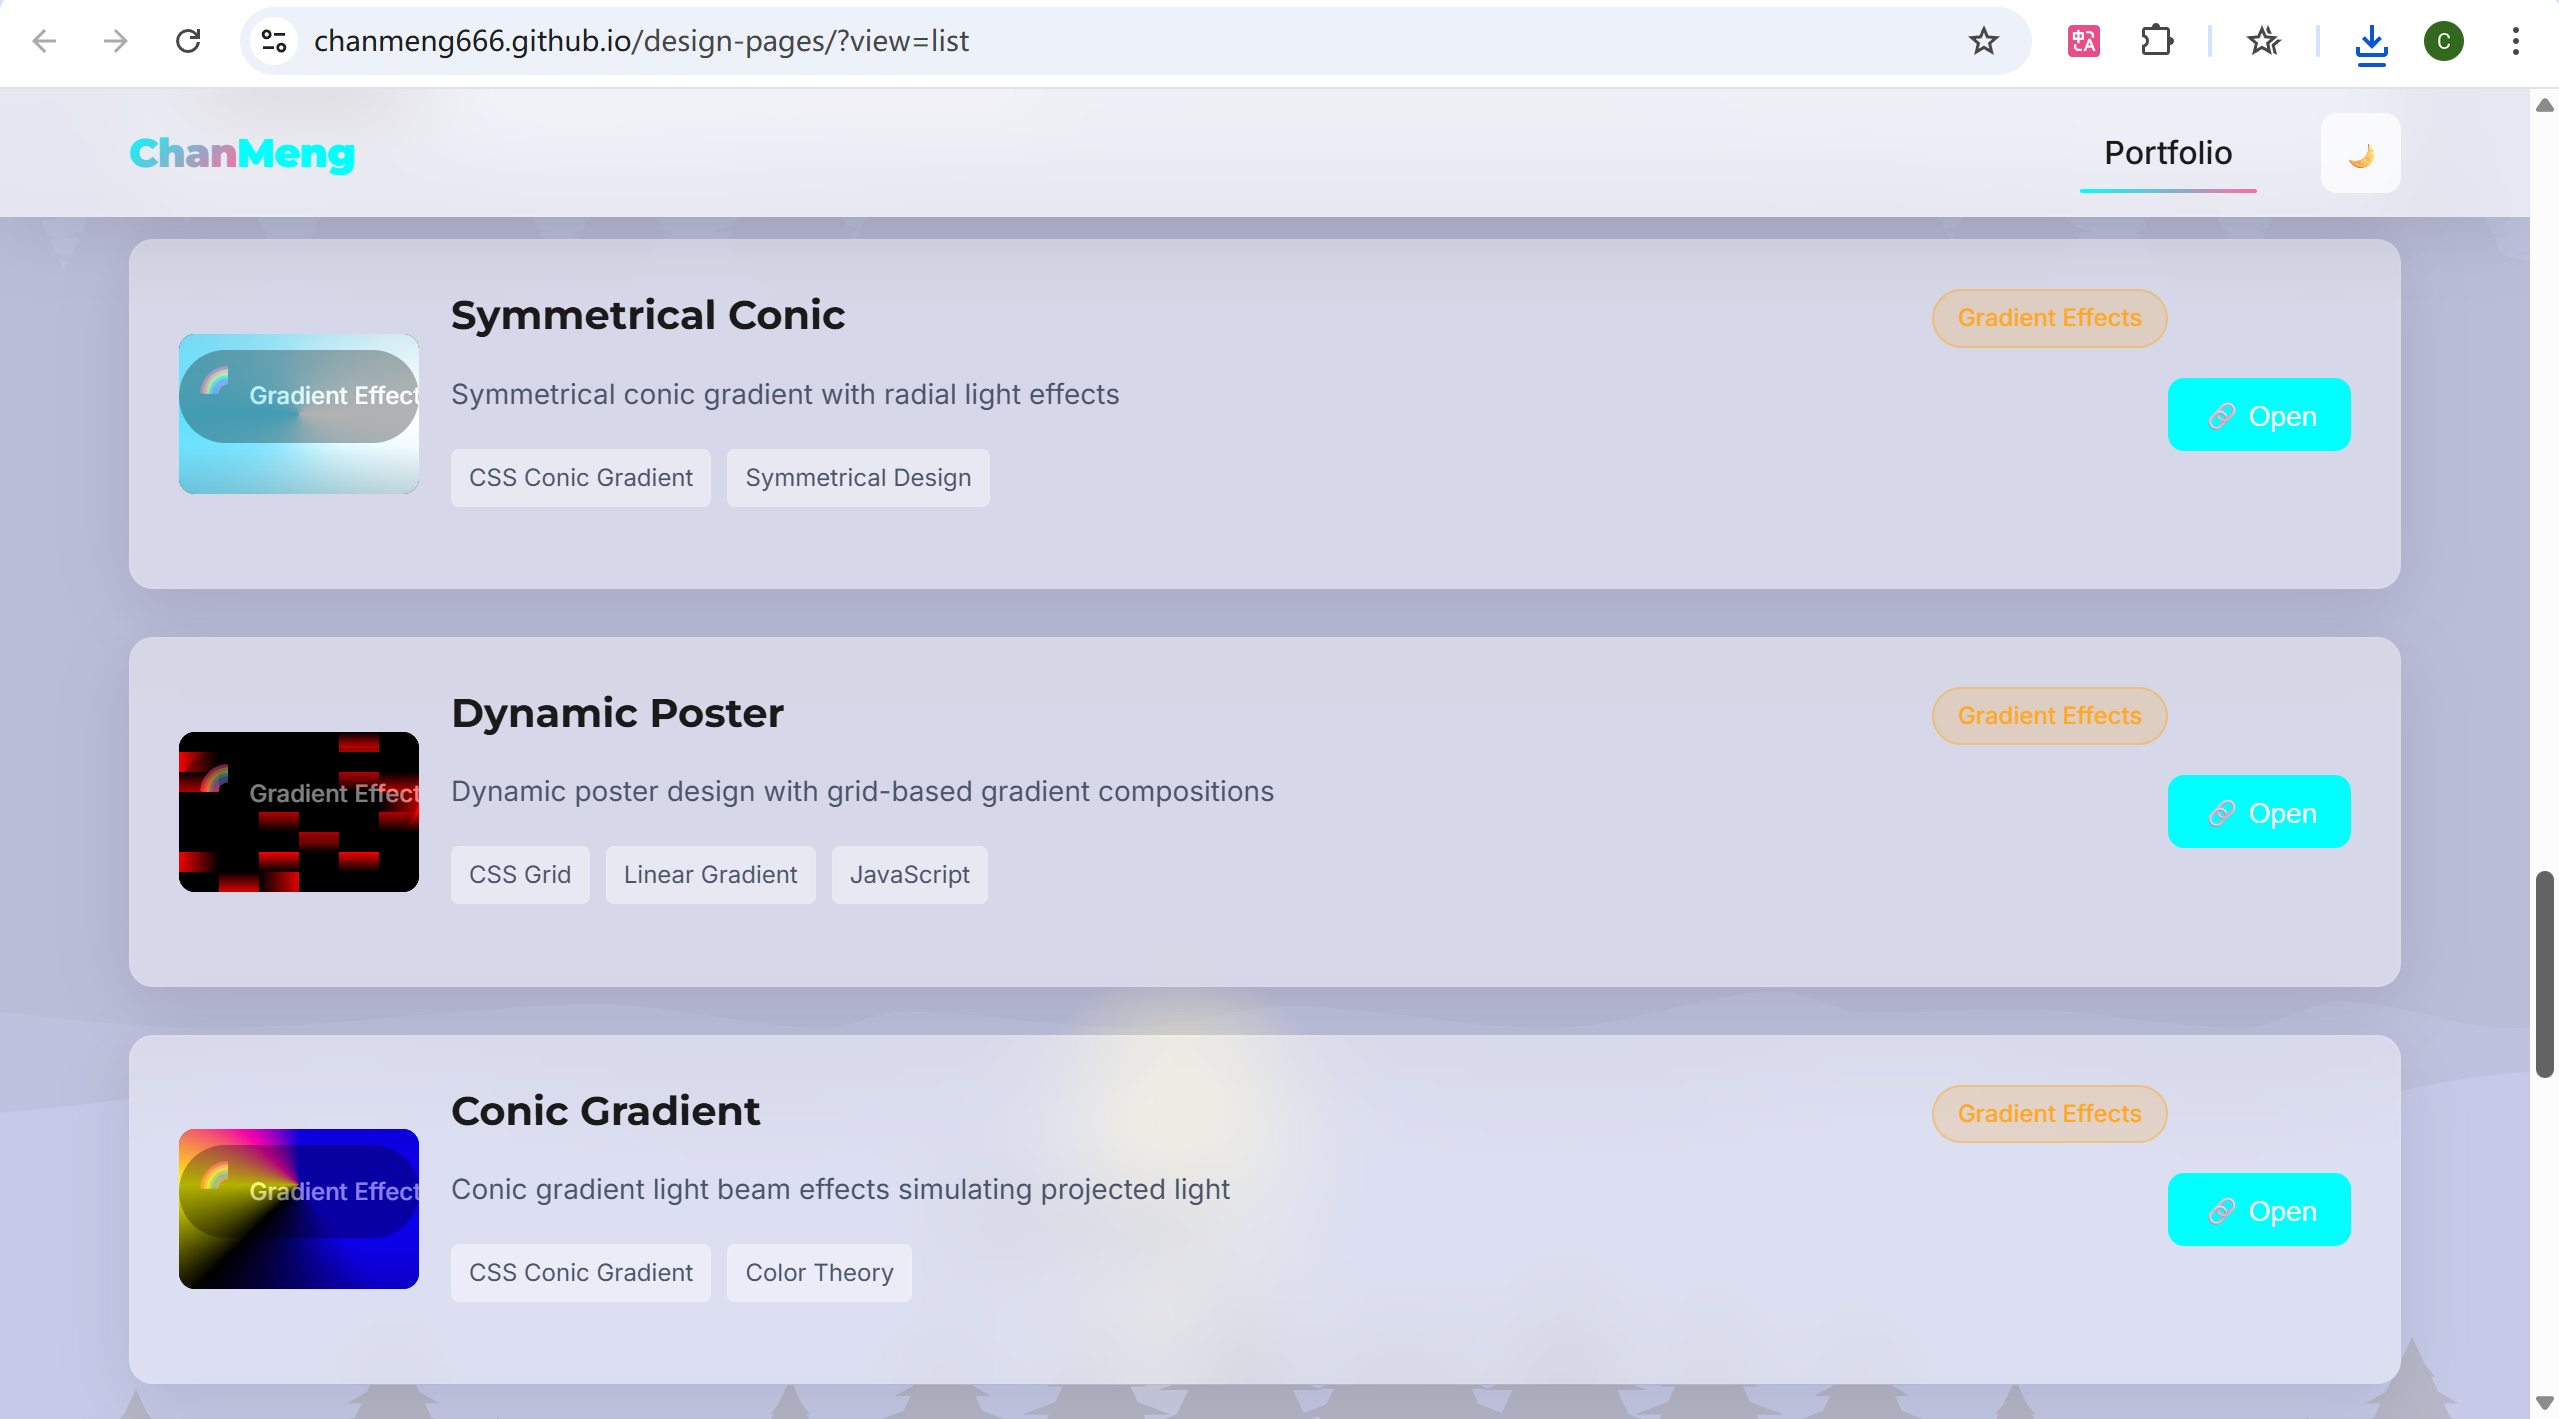 chanmeng666.github.io/design-pages/?view=list
C
ChanMeng
Portfolio
Symmetrical Conic
Gradient Effects
Gradient Effect
Symmetrical conic gradient with radial light effects
Open
CSS Conic Gradient
Symmetrical Design
Dynamic Poster
Gradient Effects
Gradient Effect
Dynamic poster design with grid-based gradient compositions
Open
CSS Grid
Linear Gradient
JavaScript
Conic Gradient
Gradient Effects
Gradient Effect
Conic gradient light beam effects simulating projected light
Open
CSS Conic Gradient
Color Theory